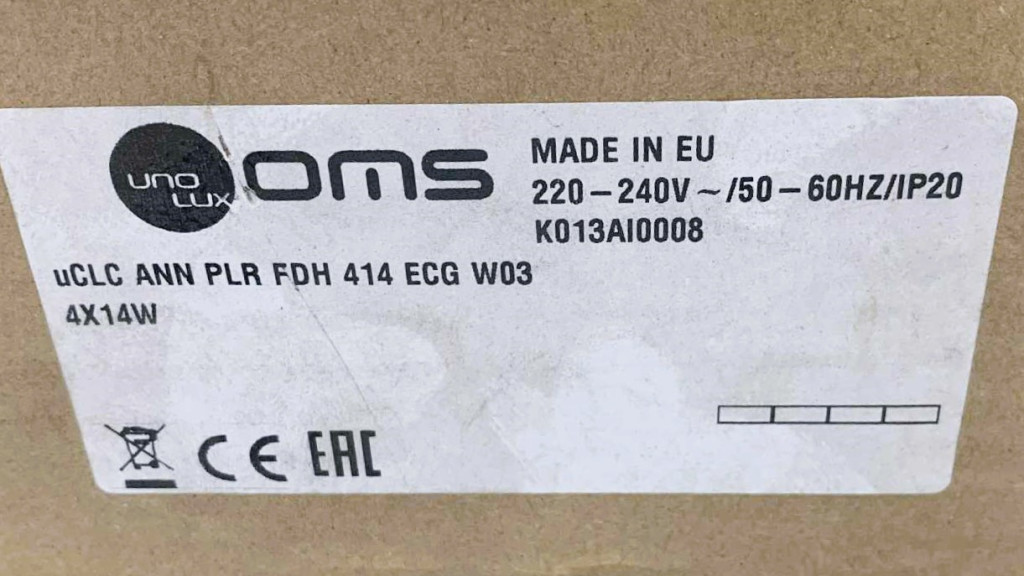 uno
LUX
oms
MADE IN EU
220-240V~/50-60HZ/IP20
K013AI0008
uCLC ANN PLR FDH 414 ECG W03
4X14W
CE EAC